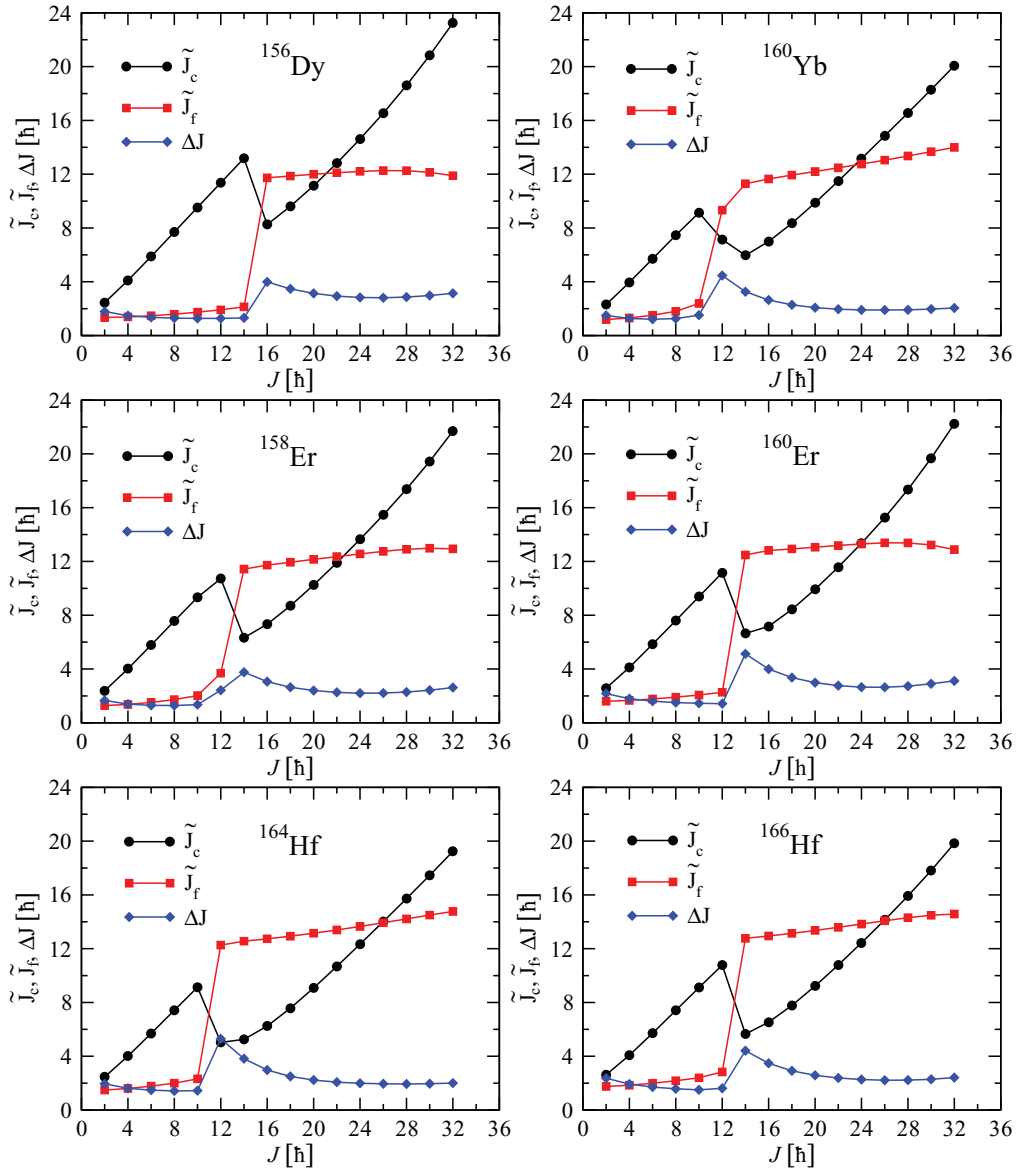 24
20
16
12
8
4
0
J̃c, J̃f, ΔJ [ħ]
156Dy
J̃c
J̃f
ΔJ
0 4 8 12 16 20 24 28 32 36
J [ħ]
24
20
16
12
8
4
0
J̃c, J̃f, ΔJ [ħ]
160Yb
J̃c
J̃f
ΔJ
0 4 8 12 16 20 24 28 32 36
J [ħ]
24
20
16
12
8
4
0
J̃c, J̃f, ΔJ [ħ]
158Er
J̃c
J̃f
ΔJ
0 4 8 12 16 20 24 28 32 36
J [ħ]
24
20
16
12
8
4
0
J̃c, J̃f, ΔJ [ħ]
160Er
J̃c
J̃f
ΔJ
0 4 8 12 16 20 24 28 32 36
J [h]
24
20
16
12
8
4
0
J̃c, J̃f, ΔJ [ħ]
164Hf
J̃c
J̃f
ΔJ
0 4 8 12 16 20 24 28 32 36
J [ħ]
24
20
16
12
8
4
0
J̃c, J̃f, ΔJ [ħ]
166Hf
J̃c
J̃f
ΔJ
0 4 8 12 16 20 24 28 32 36
J [ħ]